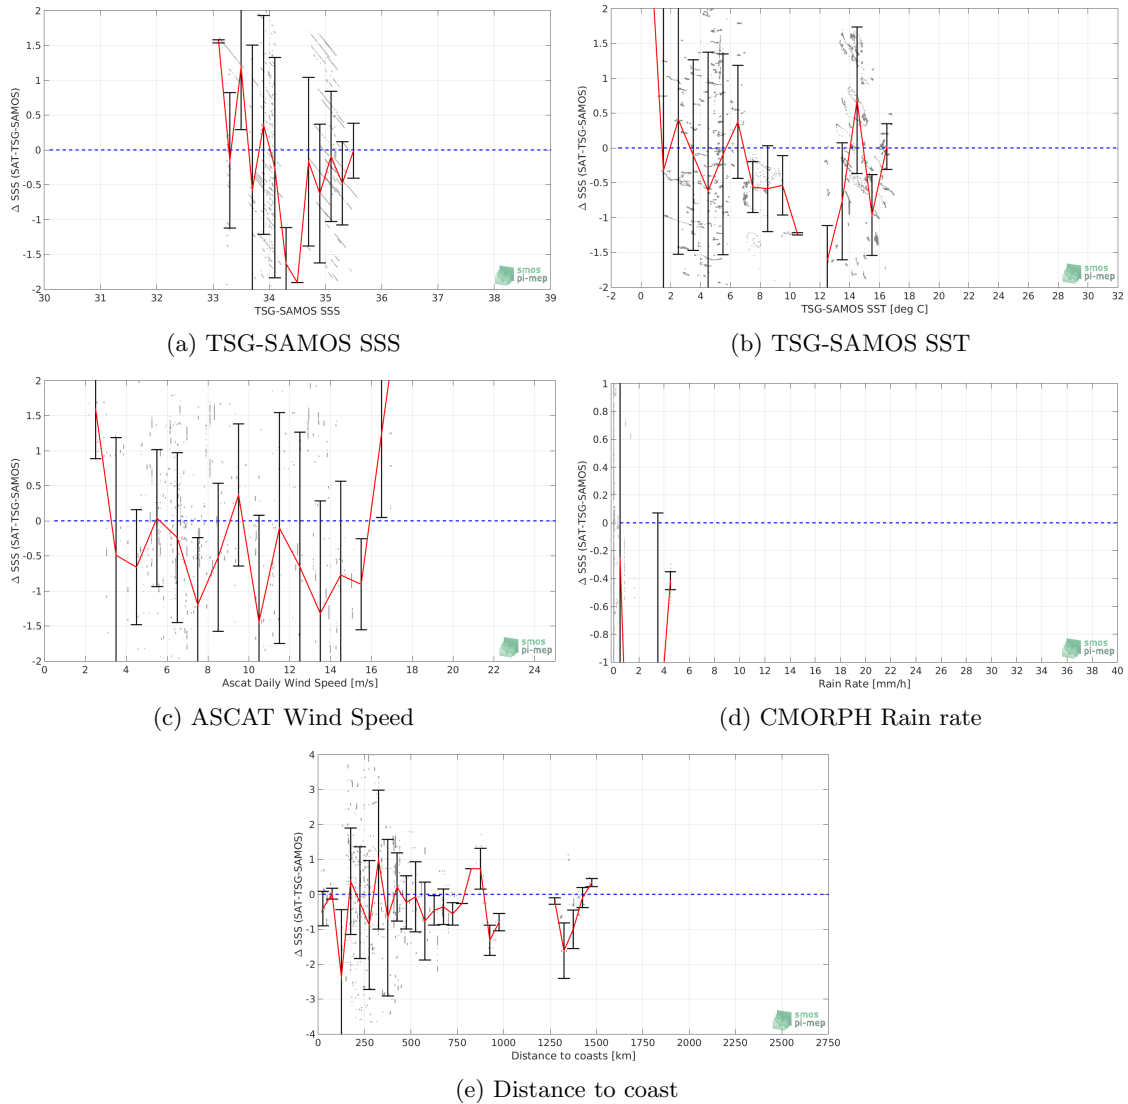 2
1.5
1
0.5
0
-0.5
-1
-1.5
-2
Δ SSS (SAT-TSG-SAMOS)
30 31 32 33 34 35 36 37 38 39
TSG-SAMOS SSS
smos
pi-mep
(a) TSG-SAMOS SSS
2
1.5
1
0.5
0
-0.5
-1
-1.5
-2
Δ SSS (SAT-TSG-SAMOS)
-2 0 2 4 6 8 10 12 14 16 18 20 22 24 26 28 30 32
TSG-SAMOS SST [deg C]
smos
pi-mep
(b) TSG-SAMOS SST
2
1.5
1
0.5
0
-0.5
-1
-1.5
-2
Δ SSS (SAT-TSG-SAMOS)
0 2 4 6 8 10 12 14 16 18 20 22 24
Ascat Daily Wind Speed [m/s]
smos
pi-mep
(c) ASCAT Wind Speed
1
0.8
0.6
0.4
0.2
0
-0.2
-0.4
-0.6
-0.8
-1
Δ SSS (SAT-TSG-SAMOS)
0 2 4 6 8 10 12 14 16 18 20 22 24 26 28 30 32 34 36 38 40
Rain Rate [mm/h]
smos
pi-mep
(d) CMORPH Rain rate
4
3
2
1
0
-1
-2
-3
-4
Δ SSS (SAT-TSG-SAMOS)
0 250 500 750 1000 1250 1500 1750 2000 2250 2500 2750
Distance to coasts [km]
smos
pi-mep
(e) Distance to coast